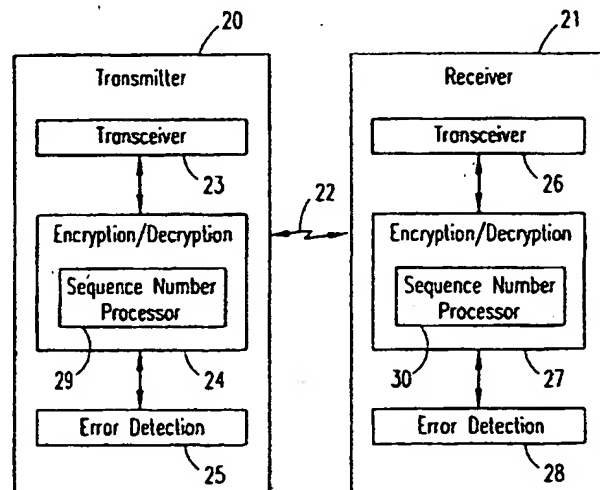 20
21
Transmitter
Receiver
Transceiver
Transceiver
23
22
26
Encryption/Decryption
Encryption/Decryption
Sequence Number
Processor
Sequence Number
Processor
29
24
30
27
Error Detection
Error Detection
25
28